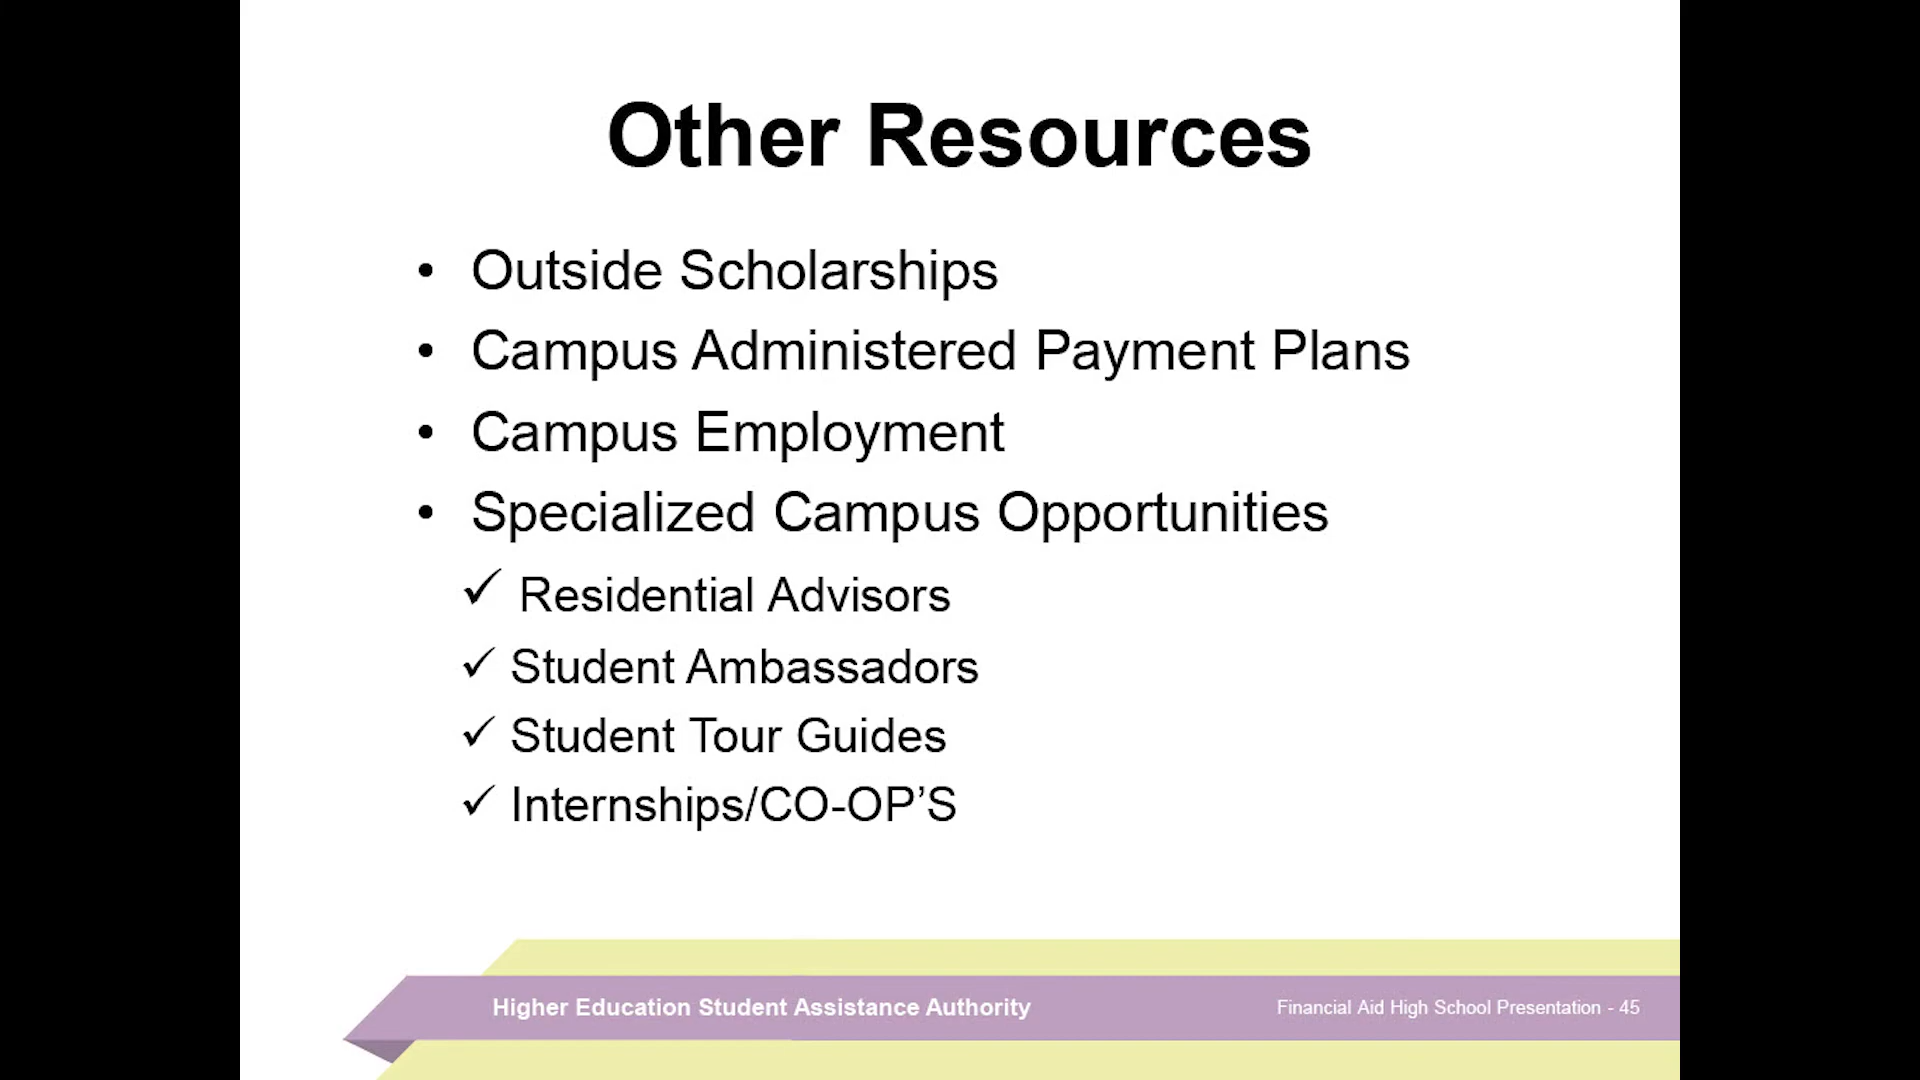 Other Resources
• Outside Scholarships
• Campus Administered Payment Plans
• Campus Employment
• Specialized Campus Opportunities
✓ Residential Advisors
✓ Student Ambassadors
✓ Student Tour Guides
✓ Internships/CO-OP’S
Higher Education Student Assistance Authority
Financial Aid High School Presentation - 45